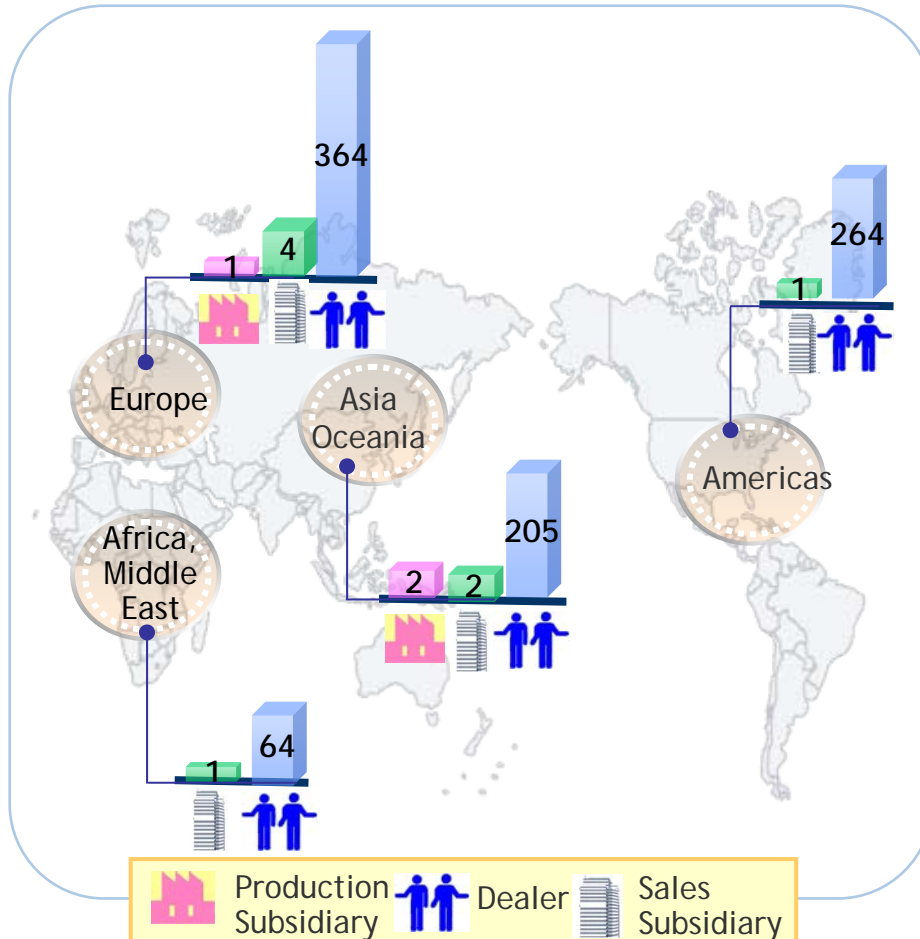 364
1
4
264
1
Europe
Asia
Oceania
Americas
205
2
2
Africa,
Middle
East
64
1
Production
Subsidiary
Dealer
Sales
Subsidiary